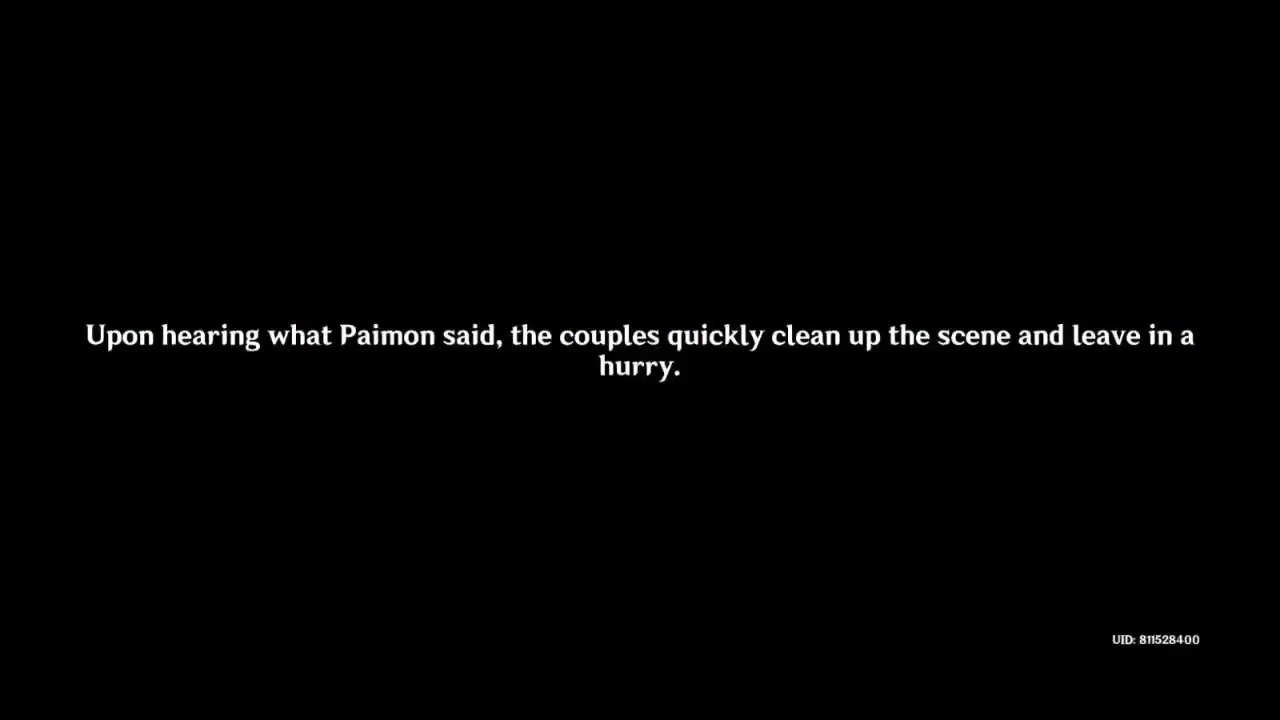 Upon hearing what Paimon said, the couples quickly clean up the scene and leave in a
hurry.
UID: 811528400